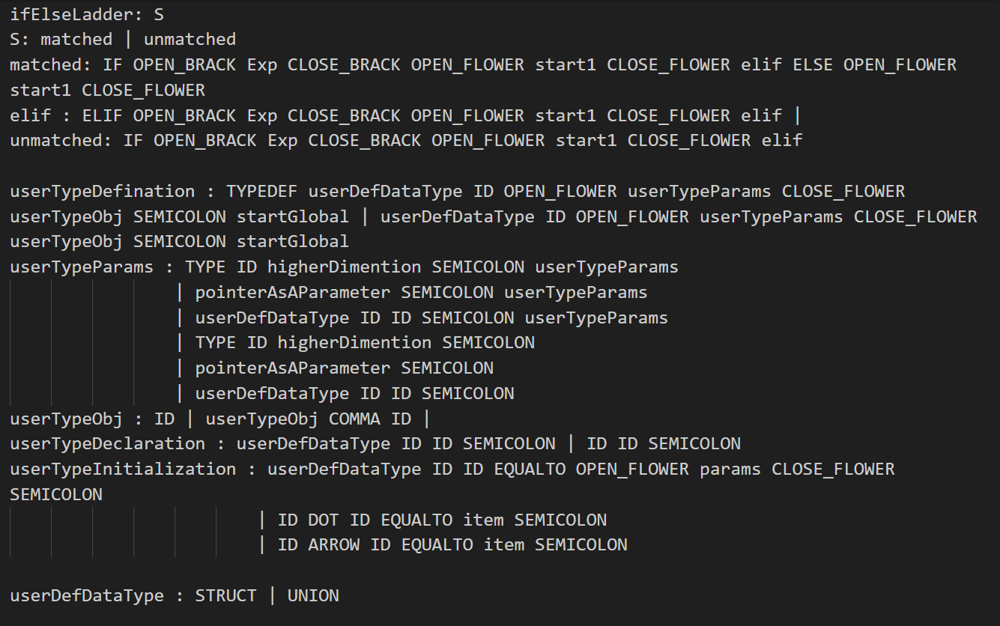 ifElseLadder: S
S: matched | unmatched
matched: IF OPEN_BRACK Exp CLOSE_BRACK OPEN_FLOWER start1 CLOSE_FLOWER elif ELSE OPEN_FLOWER
start1 CLOSE_FLOWER
elif : ELIF OPEN_BRACK Exp CLOSE_BRACK OPEN_FLOWER start1 CLOSE_FLOWER elif |
unmatched: IF OPEN_BRACK Exp CLOSE_BRACK OPEN_FLOWER start1 CLOSE_FLOWER elif

userTypeDefination : TYPEDEF userDefDataType ID OPEN_FLOWER userTypeParams CLOSE_FLOWER
userTypeObj SEMICOLON startGlobal | userDefDataType ID OPEN_FLOWER userTypeParams CLOSE_FLOWER
userTypeObj SEMICOLON startGlobal
userTypeParams : TYPE ID higherDimention SEMICOLON userTypeParams
| pointerAsAParameter SEMICOLON userTypeParams
| userDefDataType ID ID SEMICOLON userTypeParams
| TYPE ID higherDimention SEMICOLON
| pointerAsAParameter SEMICOLON
| userDefDataType ID ID SEMICOLON
userTypeObj : ID | userTypeObj COMMA ID |
userTypeDeclaration : userDefDataType ID ID SEMICOLON | ID ID SEMICOLON
userTypeInitialization : userDefDataType ID ID EQUALTO OPEN_FLOWER params CLOSE_FLOWER
SEMICOLON
| ID DOT ID EQUALTO item SEMICOLON
| ID ARROW ID EQUALTO item SEMICOLON

userDefDataType : STRUCT | UNION